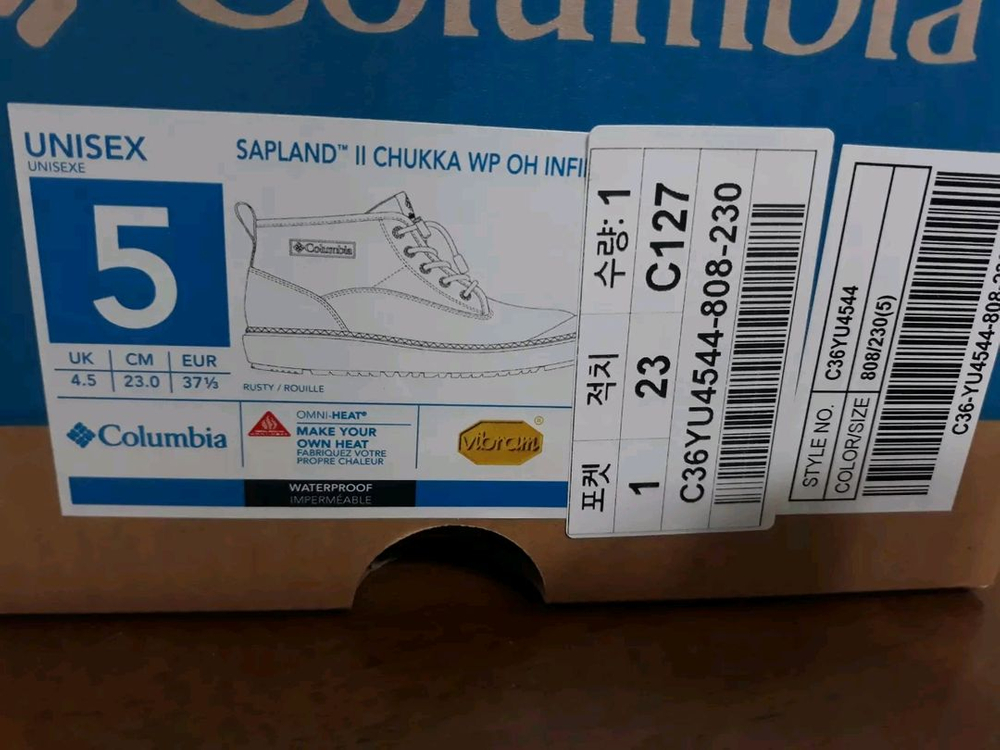 Columbia
UNISEX
UNISEXE
SAPLAND™ II CHUKKA WP OH INFI
5
Columbia
UK CM EUR
4.5 23.0 37⅓
RUSTY / ROUILLE
Columbia
OMNI-HEAT®
MAKE YOUR
OWN HEAT
FABRIQUEZ VOTRE
PROPRE CHALEUR
vibram®
WATERPROOF
IMPERMÉABLE
포켓 적치 수량: 1
1 23 C127
C36YU4544-808-230
STYLE NO. C36YU4544
COLOR/SIZE 808/230(5)
C36-YU4544-808-